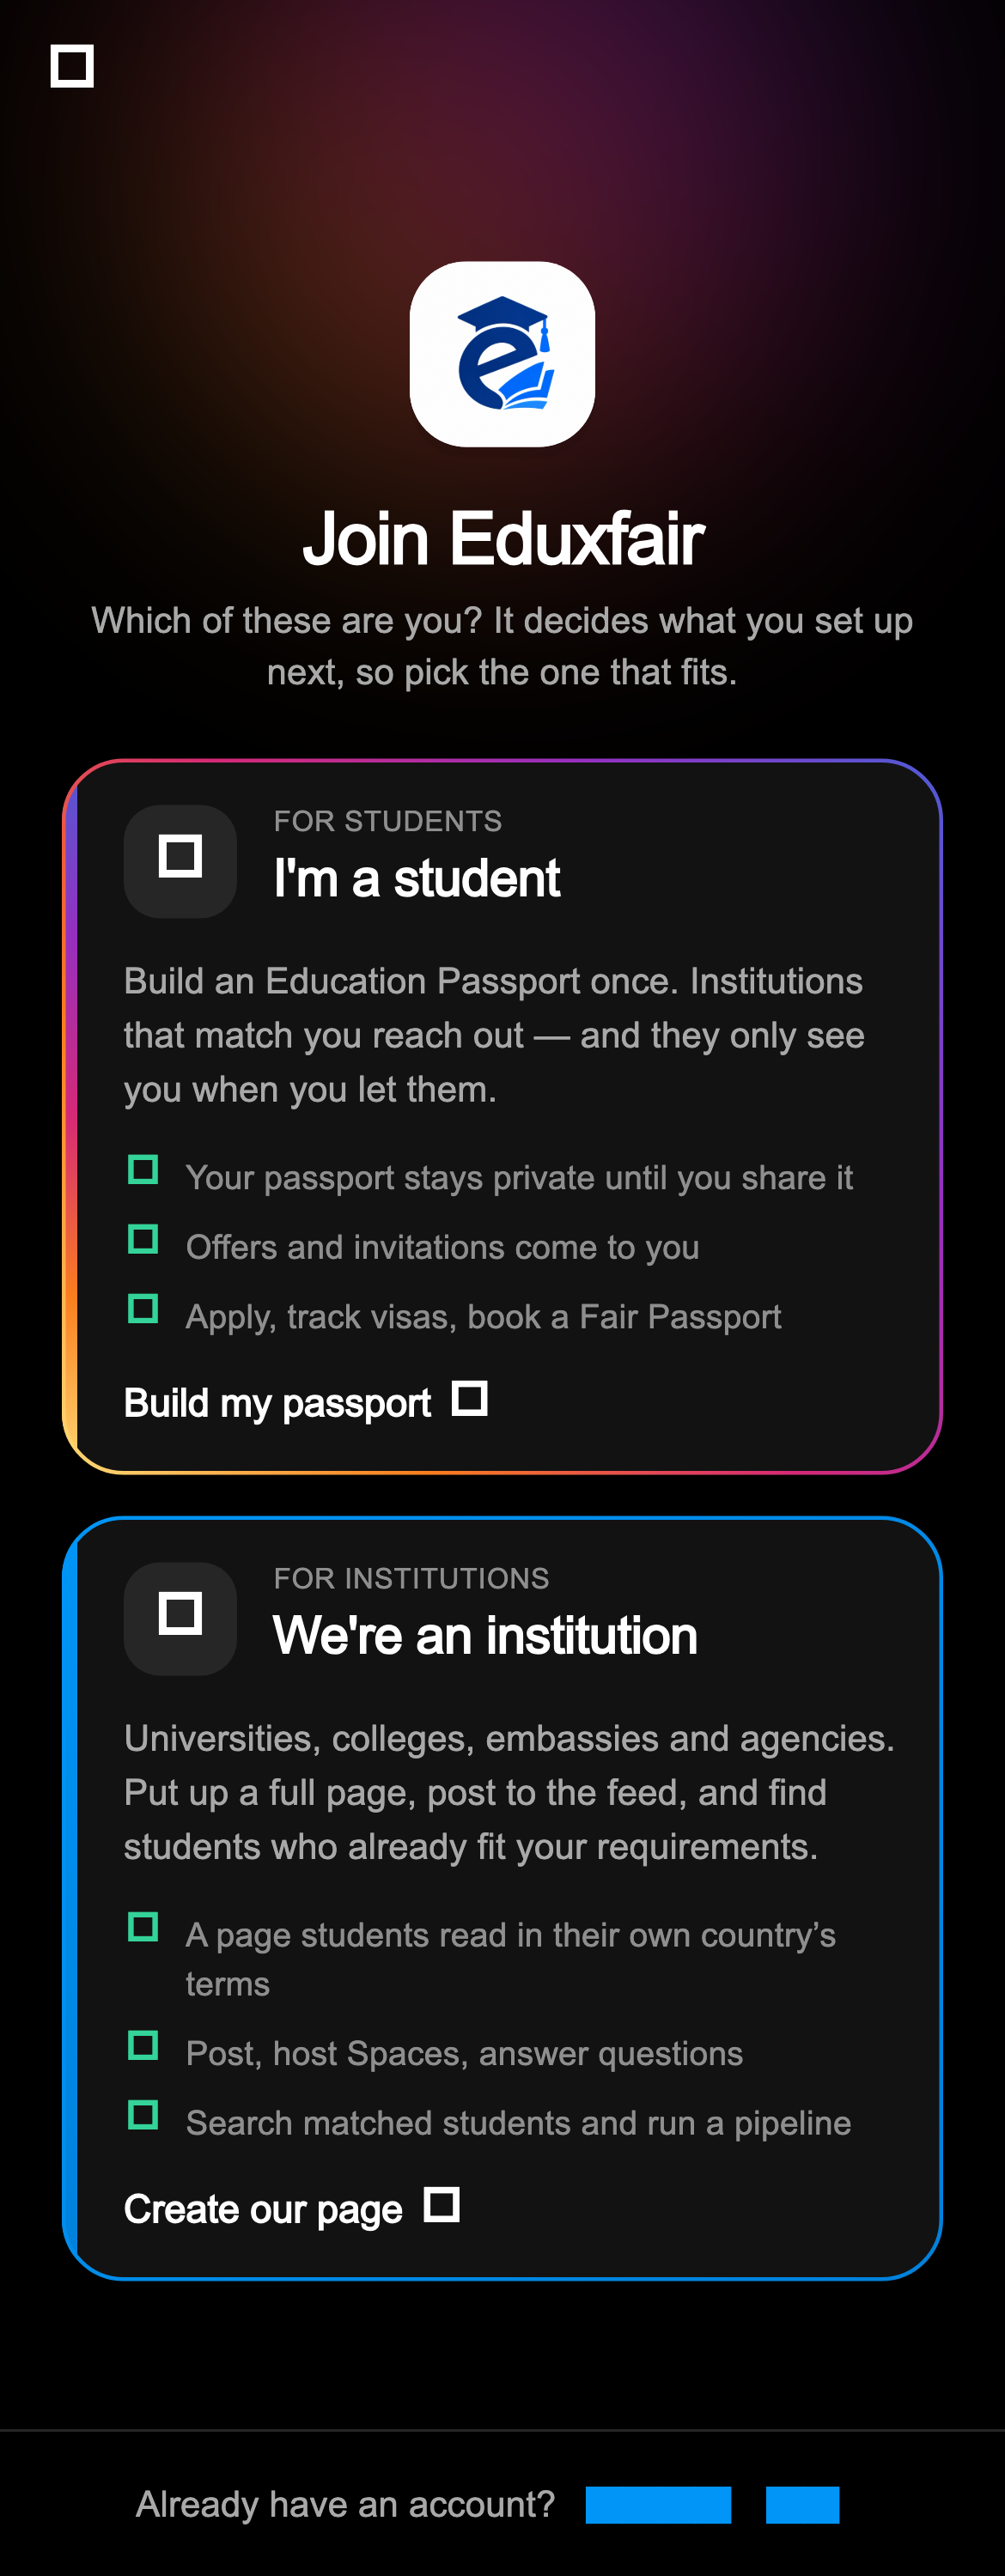 Join Eduxfair
Which of these are you? It decides what you set up
next, so pick the one that fits.
FOR STUDENTS
I'm a student
Build an Education Passport once. Institutions
that match you reach out — and they only see
you when you let them.
Your passport stays private until you share it
Offers and invitations come to you
Apply, track visas, book a Fair Passport
Build my passport
FOR INSTITUTIONS
We're an institution
Universities, colleges, embassies and agencies.
Put up a full page, post to the feed, and find
students who already fit your requirements.
A page students read in their own country’s
terms
Post, host Spaces, answer questions
Search matched students and run a pipeline
Create our page
Already have an account?